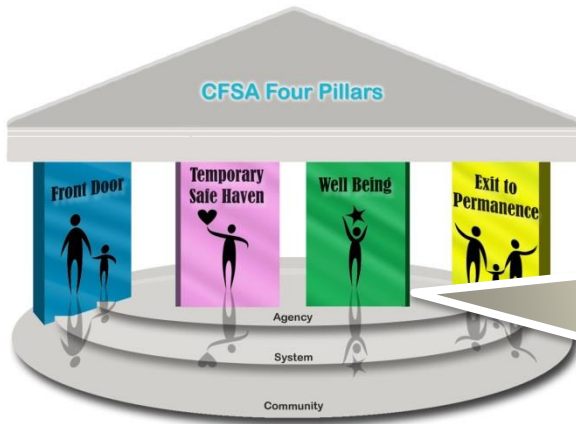 CFSA Four Pillars
Front Door
Temporary
Safe Haven
Well Being
Exit to
Permanence
Agency
System
Community